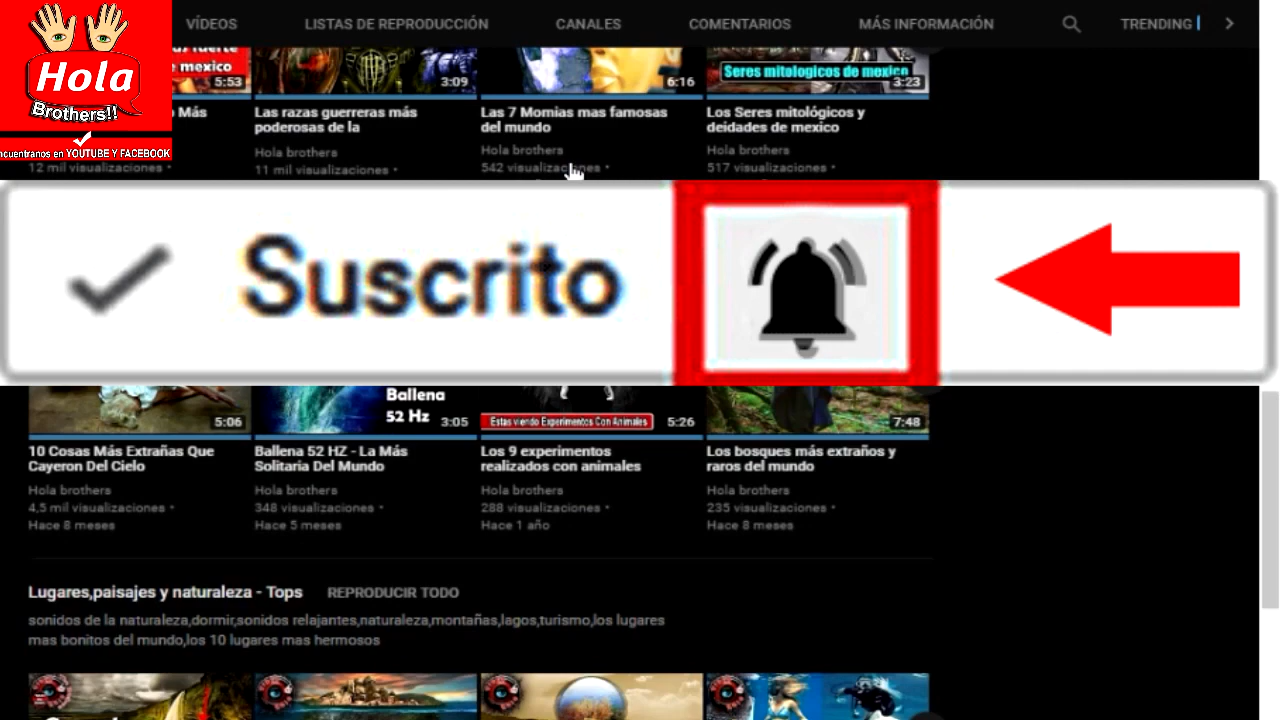 VÍDEOS LISTAS DE REPRODUCCIÓN CANALES COMENTARIOS MÁS INFORMACIÓN TRENDING
Hola
Brothers!!
ncuentranos en YOUTUBE Y FACEBOOK
fuerte
e mexico
5:53
3:09
6:16
Seres mitologicos de mexico
3:23
Más
12 mil visualizaciones •
Las razas guerreras más
poderosas de la
Hola brothers
11 mil visualizaciones •
Las 7 Momias mas famosas
del mundo
Hola brothers
542 visualizaciones •
Los Seres mitológicos y
deidades de mexico
Hola brothers
517 visualizaciones •
Suscrito
5:06
Ballena
52 Hz
3:05
Estas viendo Experimentos Con Animales
5:26
7:48
10 Cosas Más Extrañas Que
Cayeron Del Cielo
Hola brothers
4,5 mil visualizaciones •
Hace 8 meses
Ballena 52 HZ - La Más
Solitaria Del Mundo
Hola brothers
348 visualizaciones •
Hace 5 meses
Los 9 experimentos
realizados con animales
Hola brothers
288 visualizaciones •
Hace 1 año
Los bosques más extraños y
raros del mundo
Hola brothers
235 visualizaciones •
Hace 8 meses
Lugares,paisajes y naturaleza - Tops REPRODUCIR TODO
sonidos de la naturaleza,dormir,sonidos relajantes,naturaleza,montañas,lagos,turismo,los lugares
mas bonitos del mundo,los 10 lugares mas hermosos